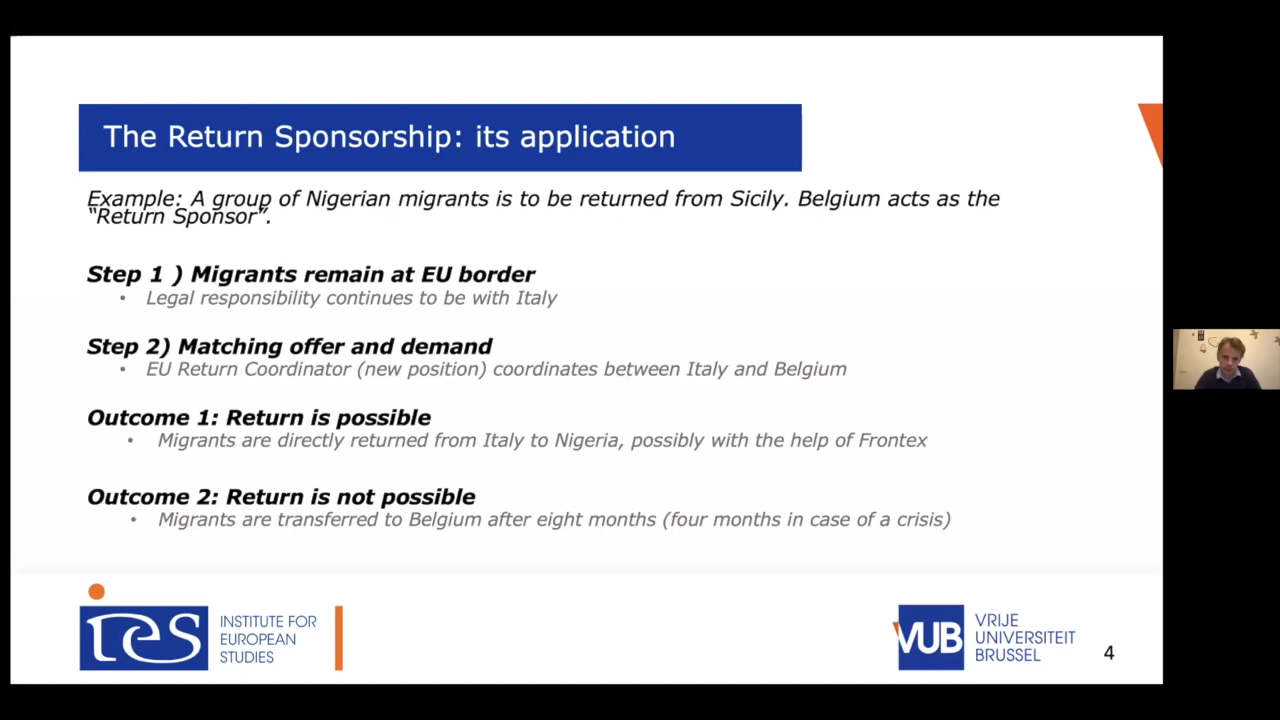 The Return Sponsorship: its application
Example: A group of Nigerian migrants is to be returned from Sicily. Belgium acts as the
“Return Sponsor”.
Step 1 ) Migrants remain at EU border
• Legal responsibility continues to be with Italy
Step 2) Matching offer and demand
• EU Return Coordinator (new position) coordinates between Italy and Belgium
Outcome 1: Return is possible
• Migrants are directly returned from Italy to Nigeria, possibly with the help of Frontex
Outcome 2: Return is not possible
• Migrants are transferred to Belgium after eight months (four months in case of a crisis)
ies
INSTITUTE FOR
EUROPEAN
STUDIES
VUB
VRIJE
UNIVERSITEIT
BRUSSEL
4